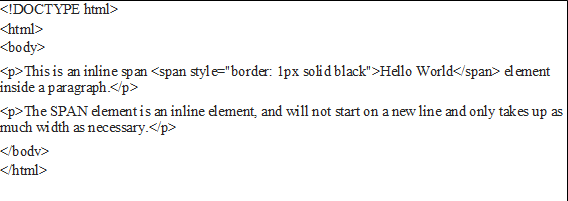 <!DOCTYPE html>
<html>
<body>
<p>This is an inline span <span style="border: 1px solid black">Hello World</span> element
inside a paragraph.</p>
<p>The SPAN element is an inline element, and will not start on a new line and only takes up as
much width as necessary.</p>
</body>
</html>